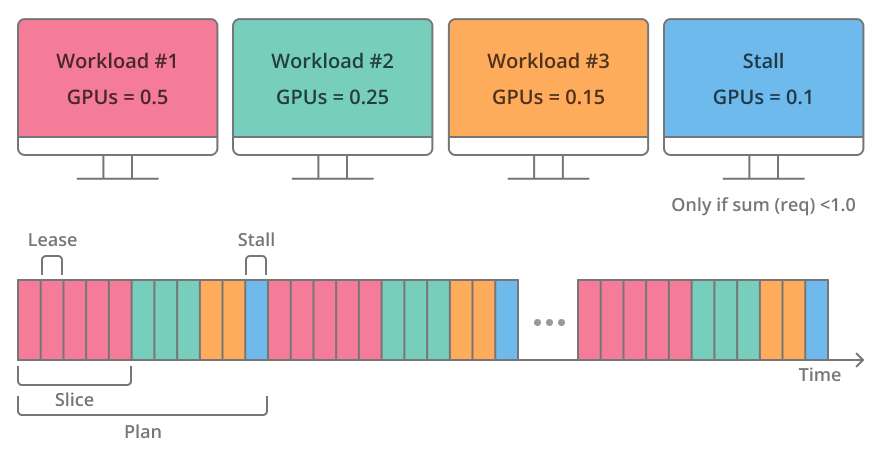 Workload #1
GPUs = 0.5
Workload #2
GPUs = 0.25
Workload #3
GPUs = 0.15
Stall
GPUs = 0.1
Only if sum (req) <1.0
Lease
Stall
Time
Slice
Plan